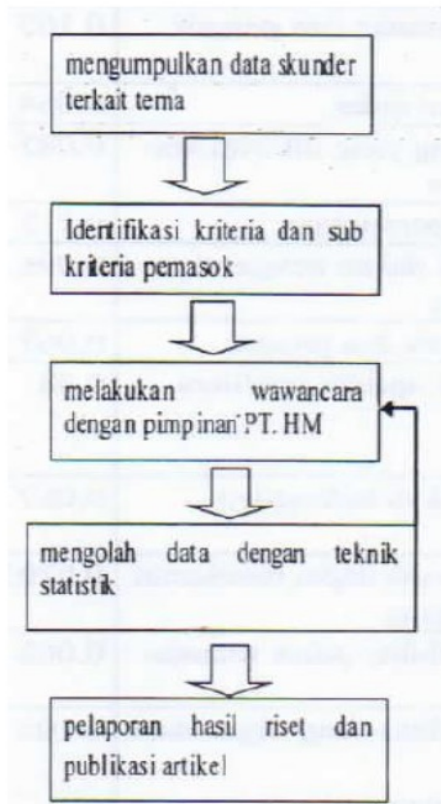 mengumpulkan data skunder
terkait tema
Identifikasi kriteria dan sub
kriteria pemasok
melakukan wawancara
dengan pimpinan PT. HM
mengolah data dengan teknik
statistik
pelaporan hasil riset dan
publikasi artikel